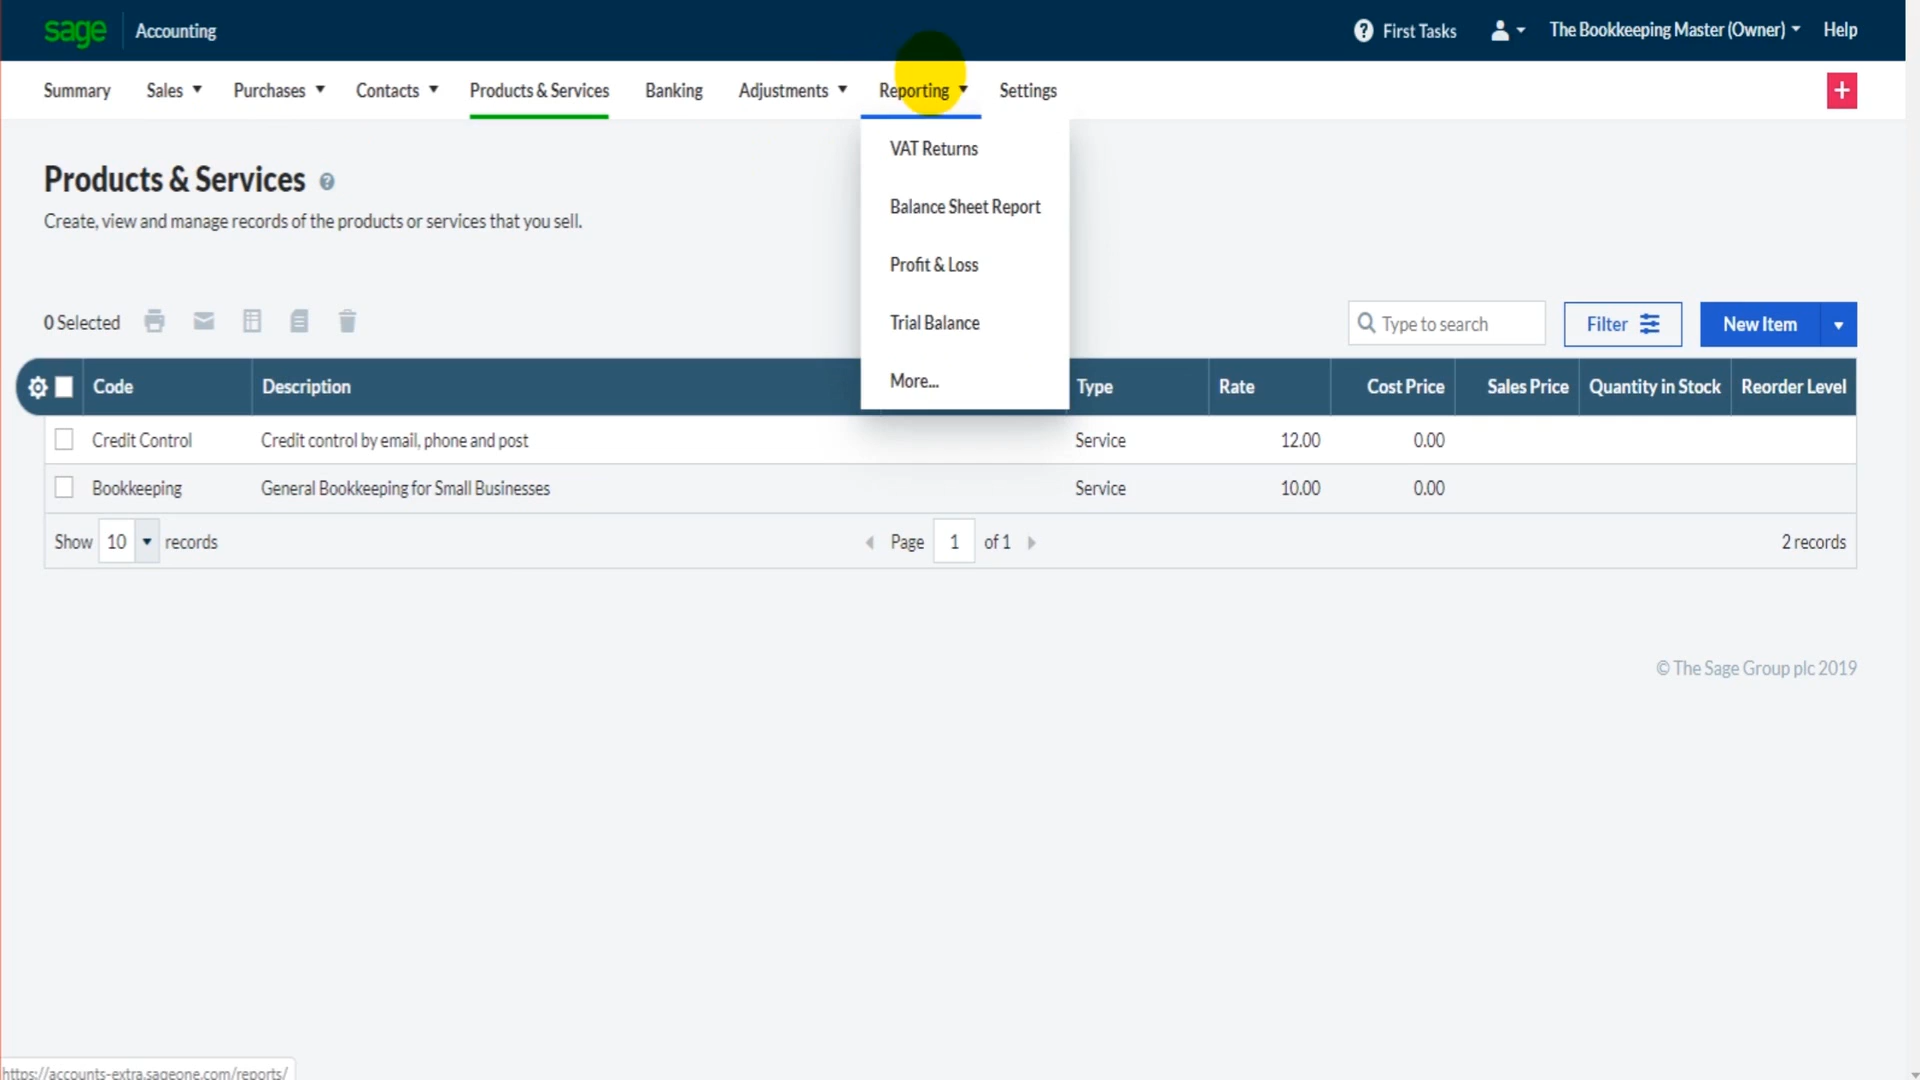 sage Accounting First Tasks The Bookkeeping Master (Owner) Help
Summary Sales Purchases Contacts Products & Services Banking Adjustments Reporting Settings
VAT Returns
Balance Sheet Report
Profit & Loss
Trial Balance
More...
Products & Services
Create, view and manage records of the products or services that you sell.
0 Selected Type to search Filter New Item
Code Description Type Rate Cost Price Sales Price Quantity in Stock Reorder Level
Credit Control Credit control by email, phone and post Service 12.00 0.00
Bookkeeping General Bookkeeping for Small Businesses Service 10.00 0.00
Show 10 records Page 1 of 1 2 records
© The Sage Group plc 2019
https://accounts-extra.sageone.com/reports/